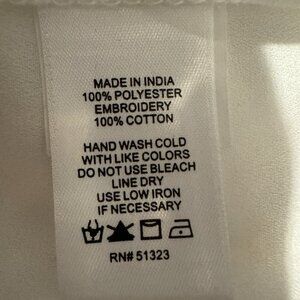 MADE IN INDIA
100% POLYESTER
EMBROIDERY
100% COTTON
HAND WASH COLD
WITH LIKE COLORS
DO NOT USE BLEACH
LINE DRY
USE LOW IRON
IF NECESSARY
RN# 51323